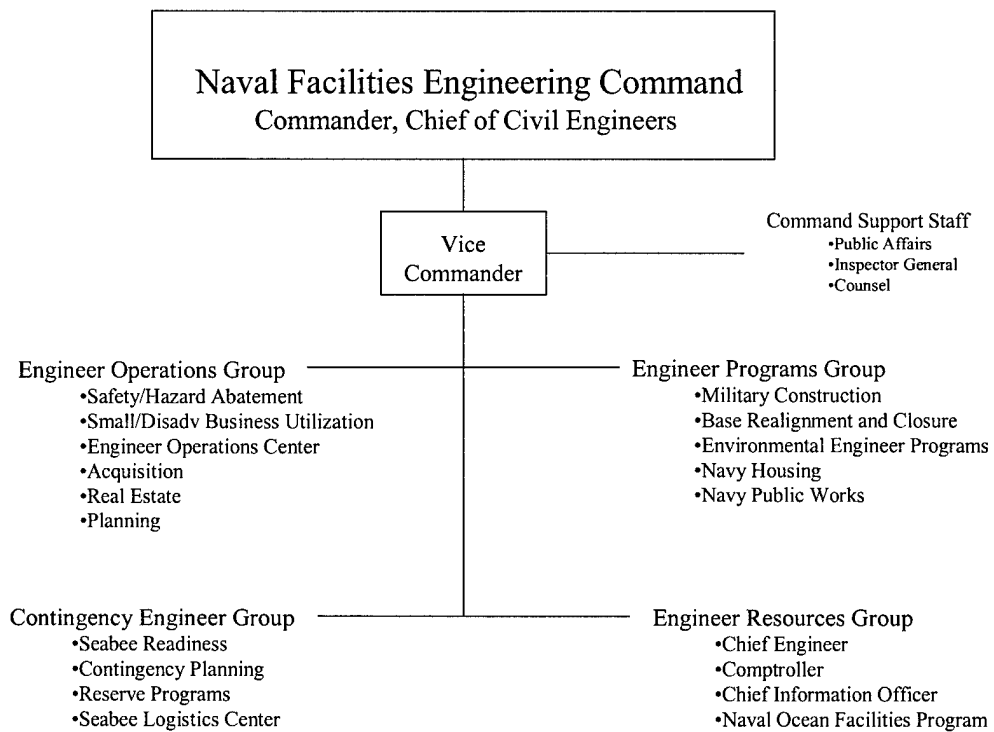 Naval Facilities Engineering Command
Commander, Chief of Civil Engineers
Vice
Commander
Command Support Staff
•Public Affairs
•Inspector General
•Counsel
Engineer Operations Group
•Safety/Hazard Abatement
•Small/Disadv Business Utilization
•Engineer Operations Center
•Acquisition
•Real Estate
•Planning
Engineer Programs Group
•Military Construction
•Base Realignment and Closure
•Environmental Engineer Programs
•Navy Housing
•Navy Public Works
Contingency Engineer Group
•Seabee Readiness
•Contingency Planning
•Reserve Programs
•Seabee Logistics Center
Engineer Resources Group
•Chief Engineer
•Comptroller
•Chief Information Officer
•Naval Ocean Facilities Program